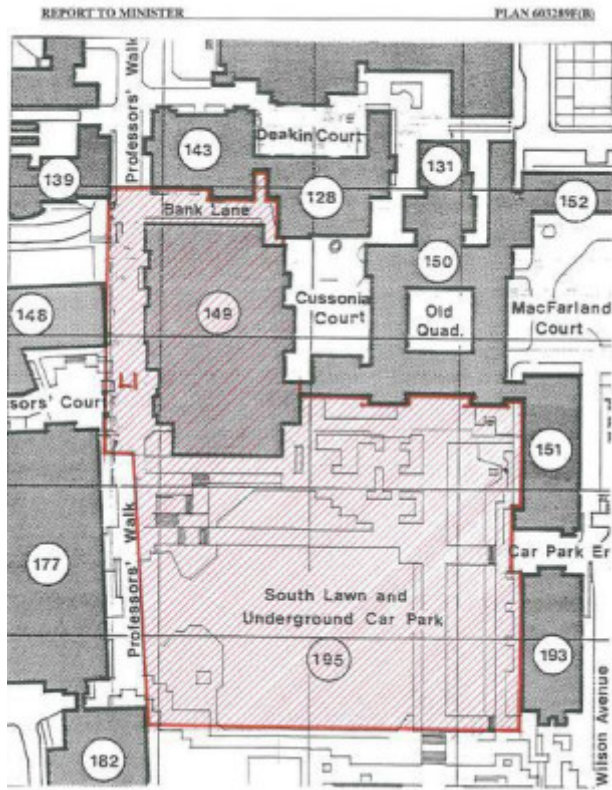 REPORT TO MINISTER
PLAN 603289F(B)
Professors' Walk
Deakin Court
143
131
139
128
152
Bank Lane
150
Cussonia
Court
Old
Quad.
MacFarland
Court
148
149
sors' Court
151
177
Professors' Walk
Car Park Er
South Lawn and
Underground Car Park
195
193
182
Wilson Avenue